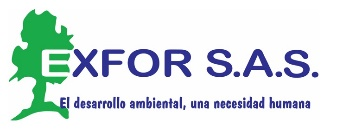 EXFOR S.A.S.
El desarrollo ambiental, una necesidad humana